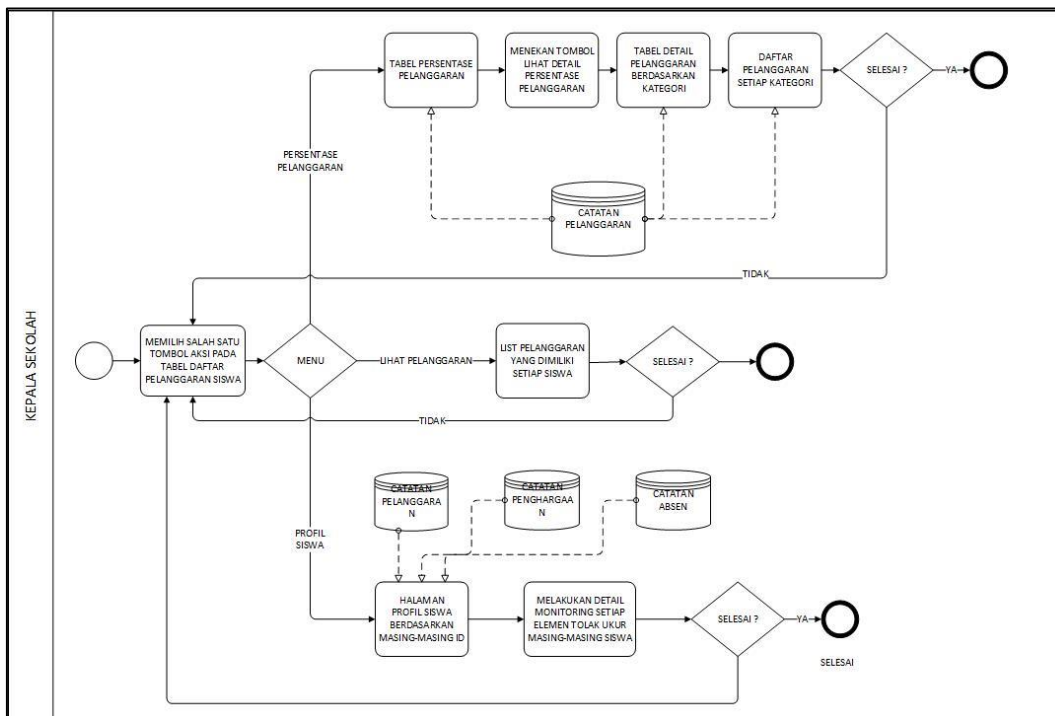 KEPALA SEKOLAH
TABEL PERSENTASE
PELANGGARAN
MENEKAN TOMBOL
LIHAT DETAIL
PERSENTASE
PELANGGARAN
TABEL DETAIL
PELANGGARAN
BERDASARKAN
KATEGORI
DAFTAR
PELANGGARAN
SETIAP KATEGORI
SELESAI ?
YA
PERSENTASE
PELANGGARAN
CATATAN
PELANGGARAN
TIDAK
MEMILIH SALAH SATU
TOMBOL AKSI PADA
TABEL DAFTAR
PELANGGARAN SISWA
MENU
LIHAT PELANGGARAN
LIST PELANGGARAN
YANG DIMILIKI
SETIAP SISWA
SELESAI ?
TIDAK
CATATAN
PELANGGARA
N
CATATAN
PENGHARGAA
N
CATATAN
ABSEN
PROFIL
SISWA
HALAMAN
PROFIL SISWA
BERDASARKAN
MASING-MASING ID
MELAKUKAN DETAIL
MONITORING SETIAP
ELEMEN TOLAK UKUR
MASING-MASING SISWA
SELESAI ?
YA
SELESAI